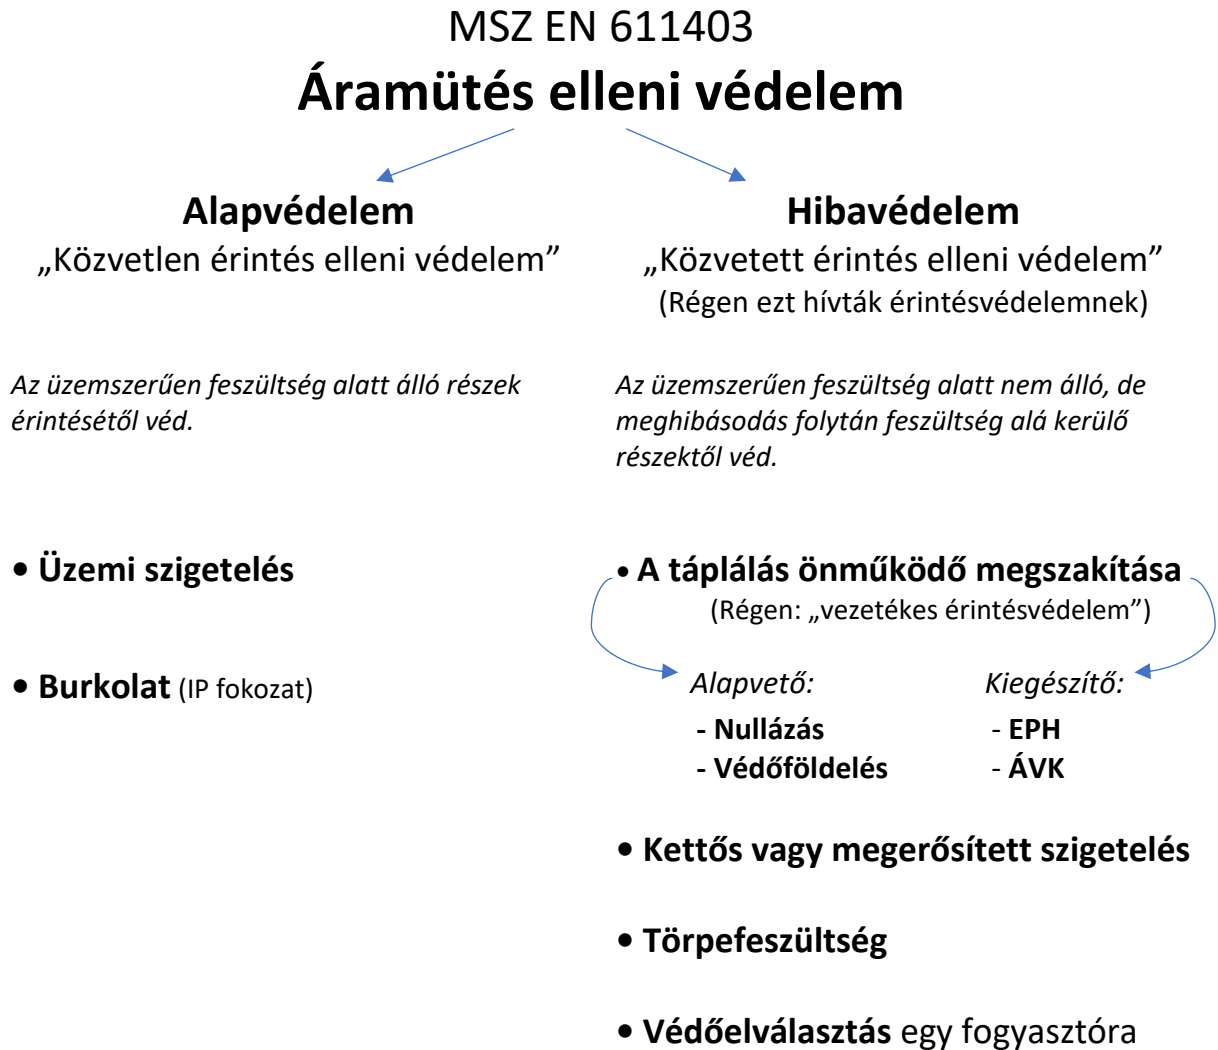 MSZ EN 611403
Áramütés elleni védelem
Alapvédelem
„Közvetlen érintés elleni védelem”
Az üzemszerűen feszültség alatt álló részek
érintésétől véd.
• Üzemi szigetelés
• Burkolat (IP fokozat)
Hibavédelem
„Közvetett érintés elleni védelem”
(Régen ezt hívták érintésvédelemnek)
Az üzemszerűen feszültség alatt nem álló, de
meghibásodás folytán feszültség alá kerülő
részektől véd.
• A táplálás önműködő megszakítása
(Régen: „vezetékes érintésvédelem”)
Alapvető:
- Nullázás
- Védőföldelés
Kiegészítő:
- EPH
- ÁVK
• Kettős vagy megerősített szigetelés
• Törpefeszültség
• Védőelválasztás egy fogyasztóra